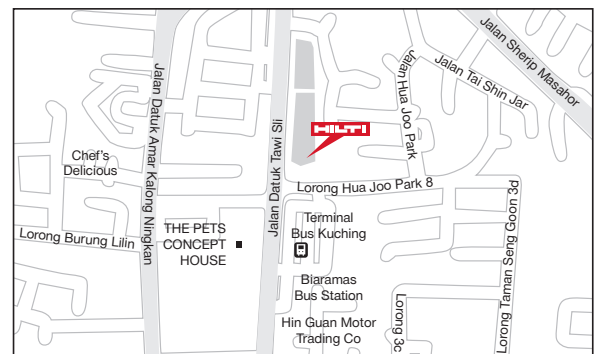 Jalan Sherip Masahor
Jalan Tai Shin Jar
Jalan Hua Joo Park
Jalan Datuk Amar Kalong Ningkan
Jalan Datuk Tawi Sli
HILTI
Chef's
Delicious
Lorong Hua Joo Park 8
Lorong Taman Seng Goon 3d
Terminal
Bus Kuching
THE PETS
CONCEPT
HOUSE
Lorong Burung Lilin
Biaramas
Bus Station
Lorong 3c
Hin Guan Motor
Trading Co